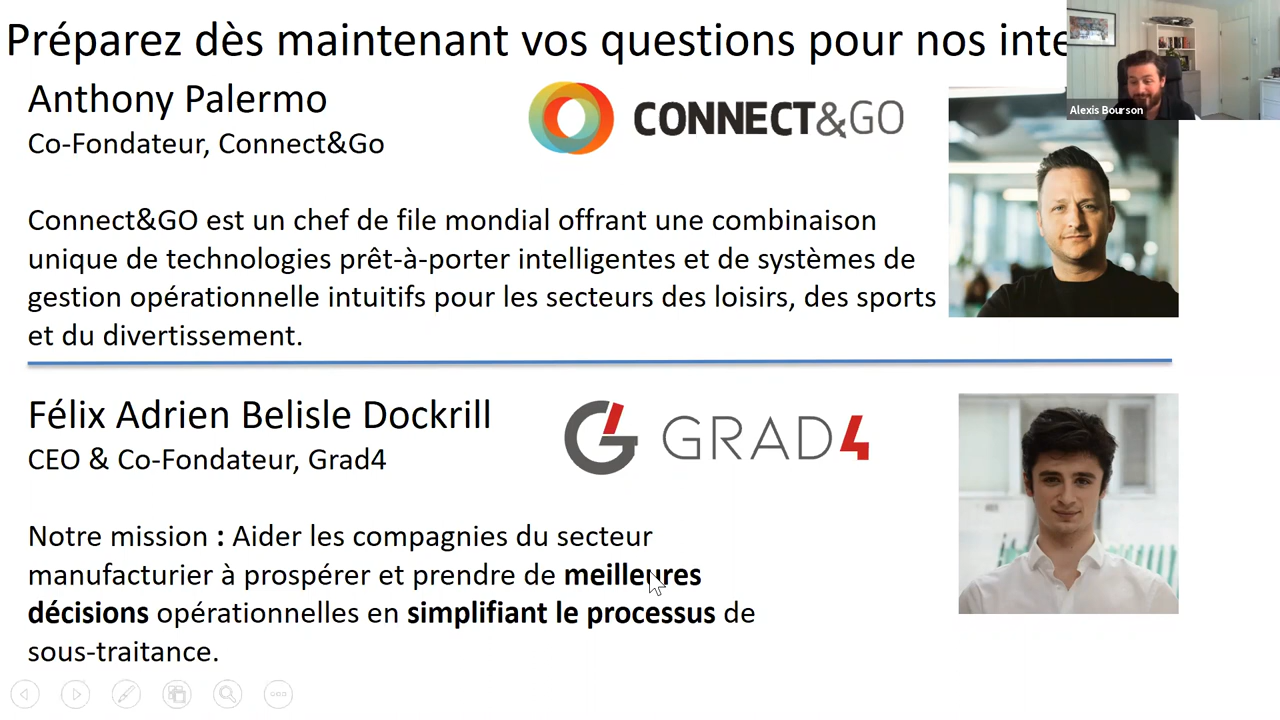 Préparez dès maintenant vos questions pour nos inte
Alexis Bourson
Anthony Palermo
Co-Fondateur, Connect&Go
CONNECT&GO
Connect&GO est un chef de file mondial offrant une combinaison
unique de technologies prêt-à-porter intelligentes et de systèmes de
gestion opérationnelle intuitifs pour les secteurs des loisirs, des sports
et du divertissement.
Félix Adrien Belisle Dockrill
CEO & Co-Fondateur, Grad4
GRAD4
Notre mission : Aider les compagnies du secteur
manufacturier à prospérer et prendre de meilleures
décisions opérationnelles en simplifiant le processus de
sous-traitance.